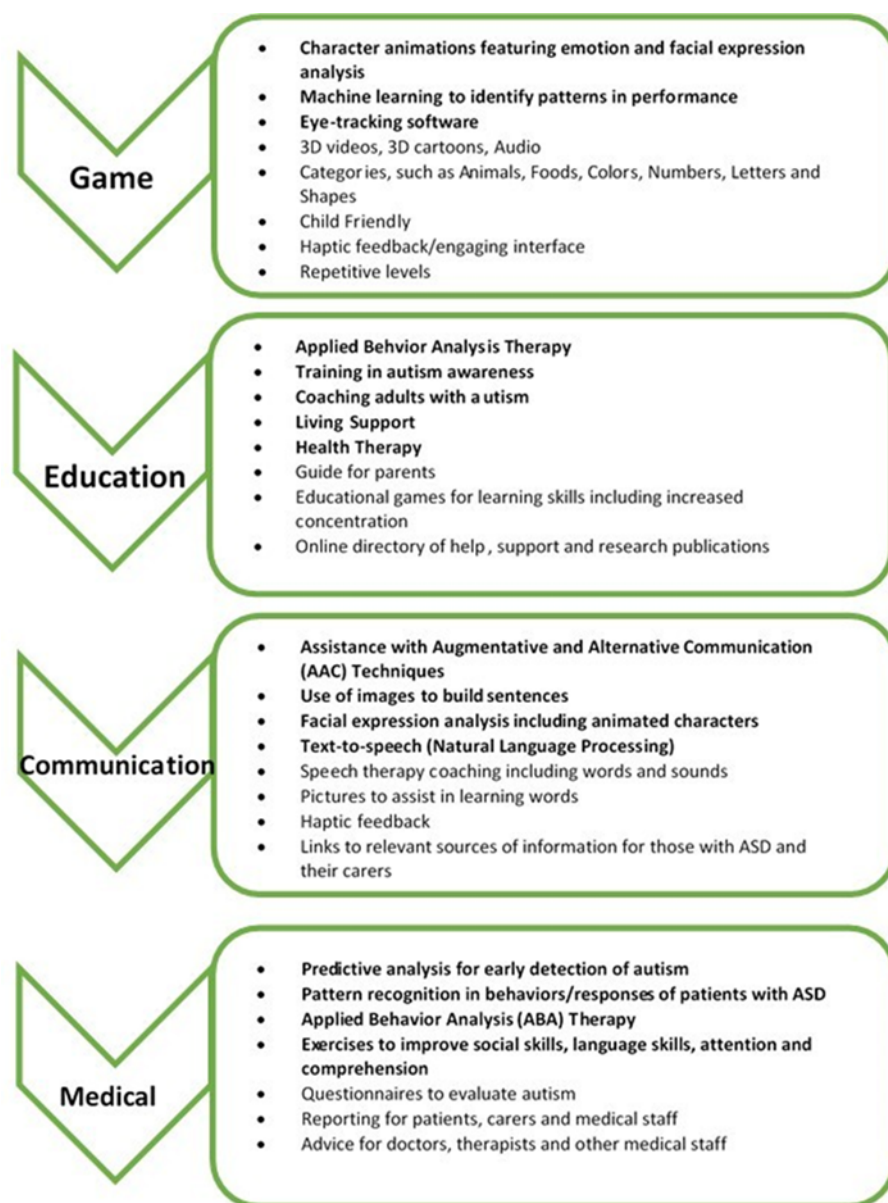 Game
• Character animations featuring emotion and facial expression
analysis
• Machine learning to identify patterns in performance
• Eye-tracking software
• 3D videos, 3D cartoons, Audio
• Categories, such as Animals, Foods, Colors, Numbers, Letters and
Shapes
• Child Friendly
• Haptic feedback/engaging interface
• Repetitive levels
Education
• Applied Behvior Analysis Therapy
• Training in autism awareness
• Coaching adults with a utism
• Living Support
• Health Therapy
• Guide for parents
• Educational games for learning skills including increased
concentration
• Online directory of help , support and research publications
Communication
• Assistance with Augmentative and Alternative Communication
(AAC) Techniques
• Use of images to build sentences
• Facial expression analysis including animated characters
• Text-to-speech (Natural Language Processing)
• Speech therapy coaching including words and sounds
• Pictures to assist in learning words
• Haptic feedback
• Links to relevant sources of information for those with ASD and
their carers
Medical
• Predictive analysis for early detection of autism
• Pattern recognition in behaviors/responses of patients with ASD
• Applied Behavior Analysis (ABA) Therapy
• Exercises to improve social skills, language skills, attention and
comprehension
• Questionnaires to evaluate autism
• Reporting for patients, carers and medical staff
• Advice for doctors, therapists and other medical staff